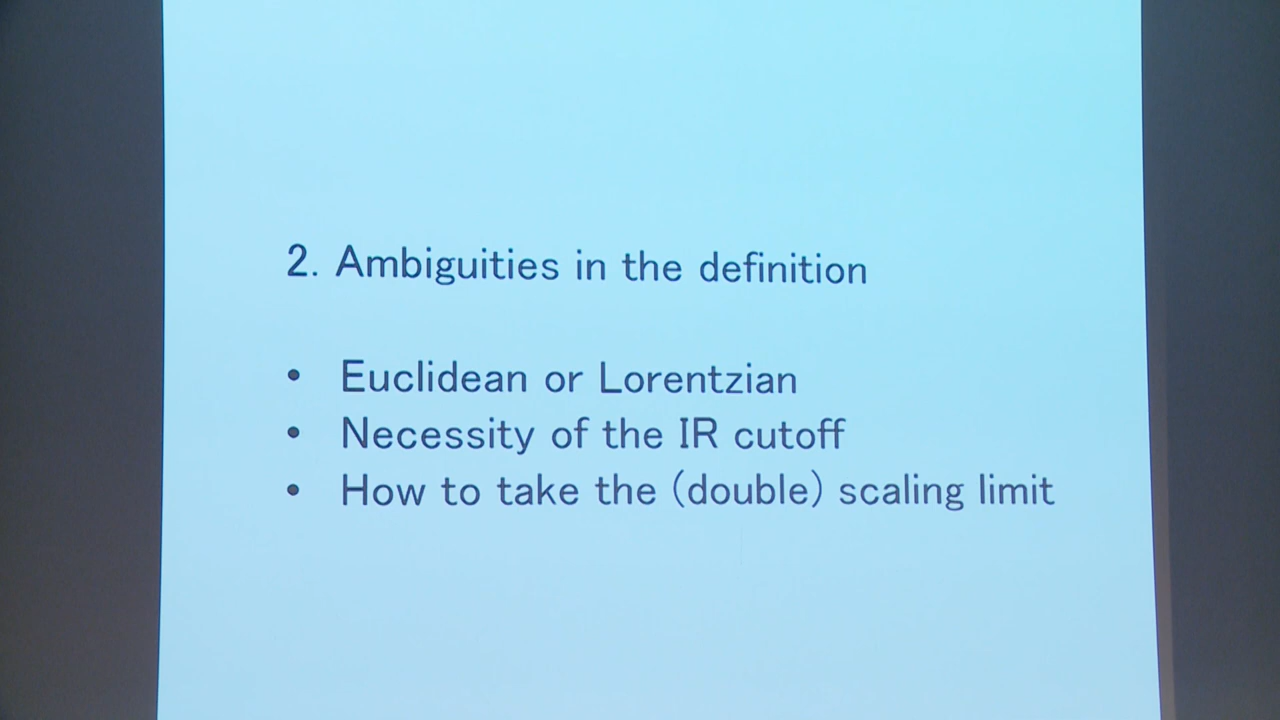 2. Ambiguities in the definition
• Euclidean or Lorentzian
• Necessity of the IR cutoff
• How to take the (double) scaling limit